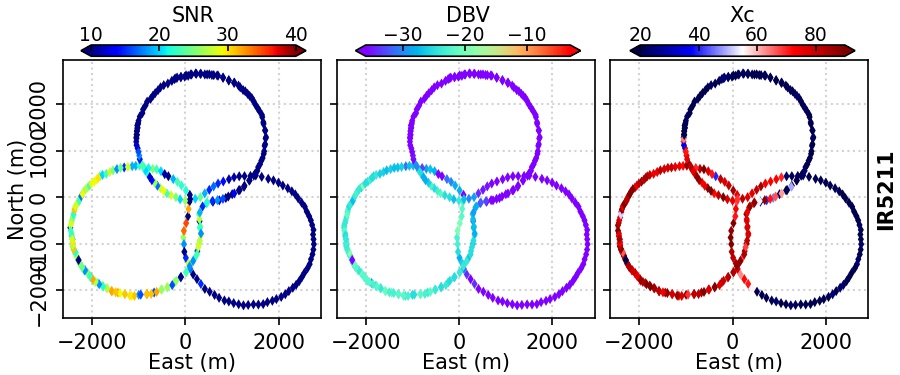 SNR DBV Xc
10 20 30 40 −30 −20 −10 20 40 60 80
North (m)
2000
1000
0
−1000
−2000
−2000 0 2000 −2000 0 2000 −2000 0 2000
East (m) East (m) East (m)
IR5211